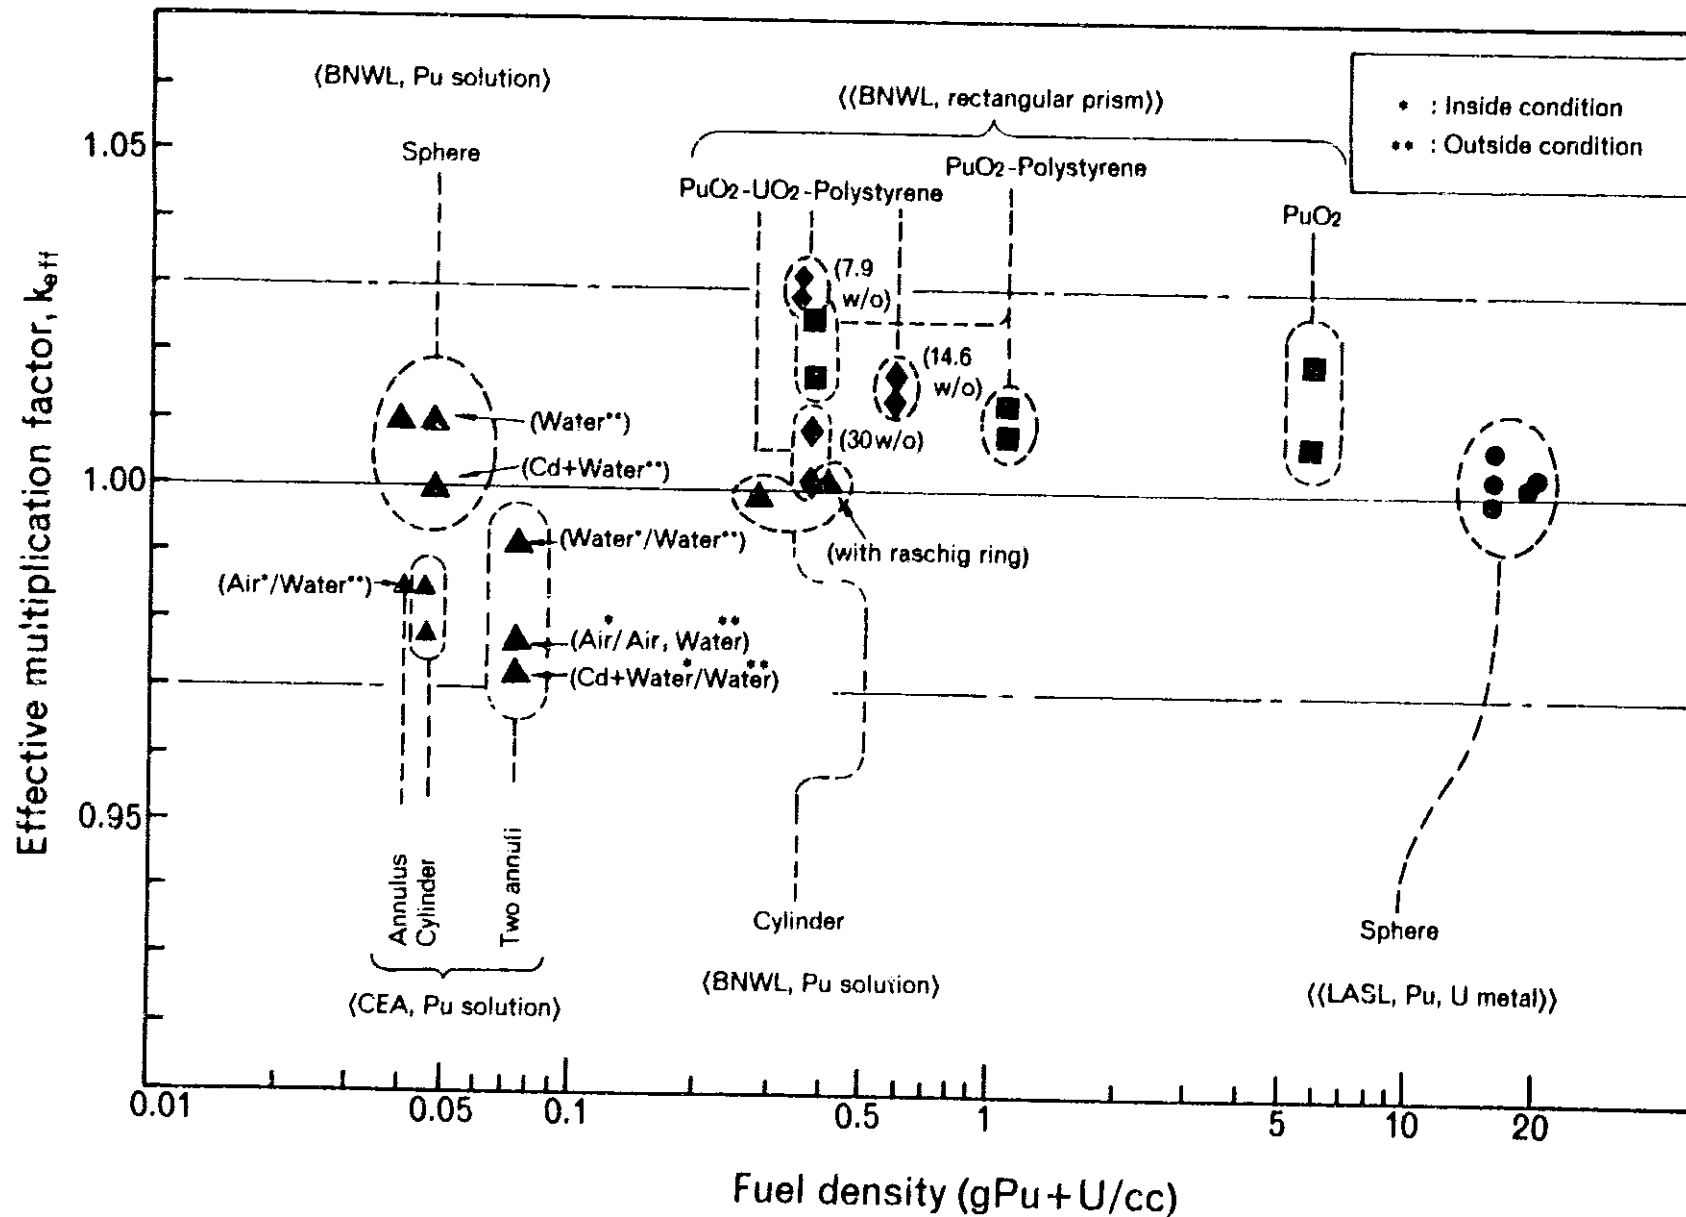 ⟨BNWL, Pu solution⟩
⟨⟨BNWL, rectangular prism⟩⟩
* : Inside condition
** : Outside condition
1.05
Sphere
PuO2-Polystyrene
PuO2-UO2-Polystyrene
PuO2
(7.9
w/o)
(14.6
w/o)
(Water**)
(30w/o)
(Cd+Water**)
1.00
(Water*/Water**)
(with raschig ring)
(Air*/Water**)
(Air*/Air, Water**)
(Cd+Water*/Water**)
0.95
Effective multiplication factor, keff
Annulus
Cylinder
Two annuli
Cylinder
Sphere
⟨CEA, Pu solution⟩
⟨BNWL, Pu solution⟩
⟨⟨LASL, Pu, U metal⟩⟩
0.01
0.05
0.1
0.5
1
5
10
20
Fuel density (gPu+U/cc)